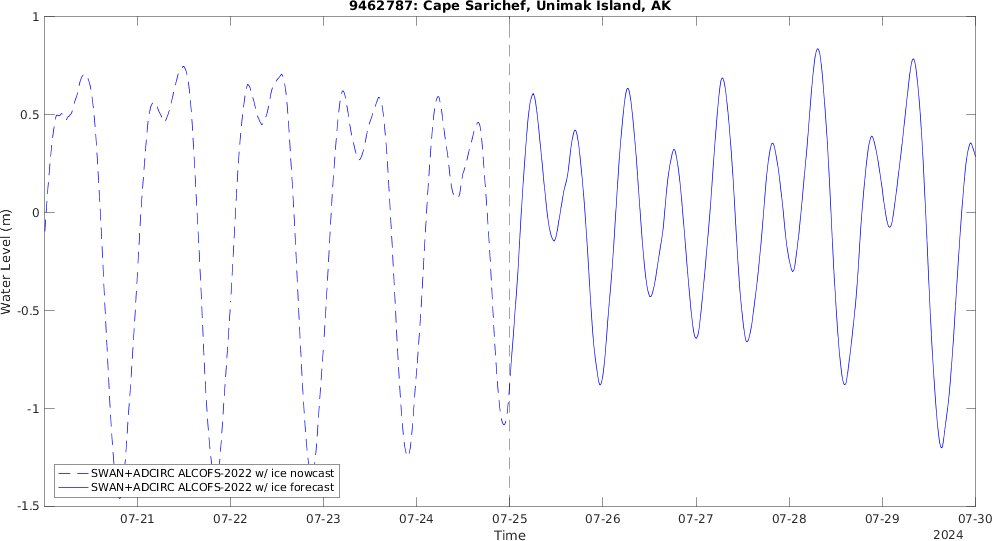 9462787: Cape Sarichef, Unimak Island, AK
Water Level (m)
1
0.5
0
-0.5
-1
-1.5
SWAN+ADCIRC ALCOFS-2022 w/ ice nowcast
SWAN+ADCIRC ALCOFS-2022 w/ ice forecast
07-21 07-22 07-23 07-24 07-25 07-26 07-27 07-28 07-29 07-30
Time
2024